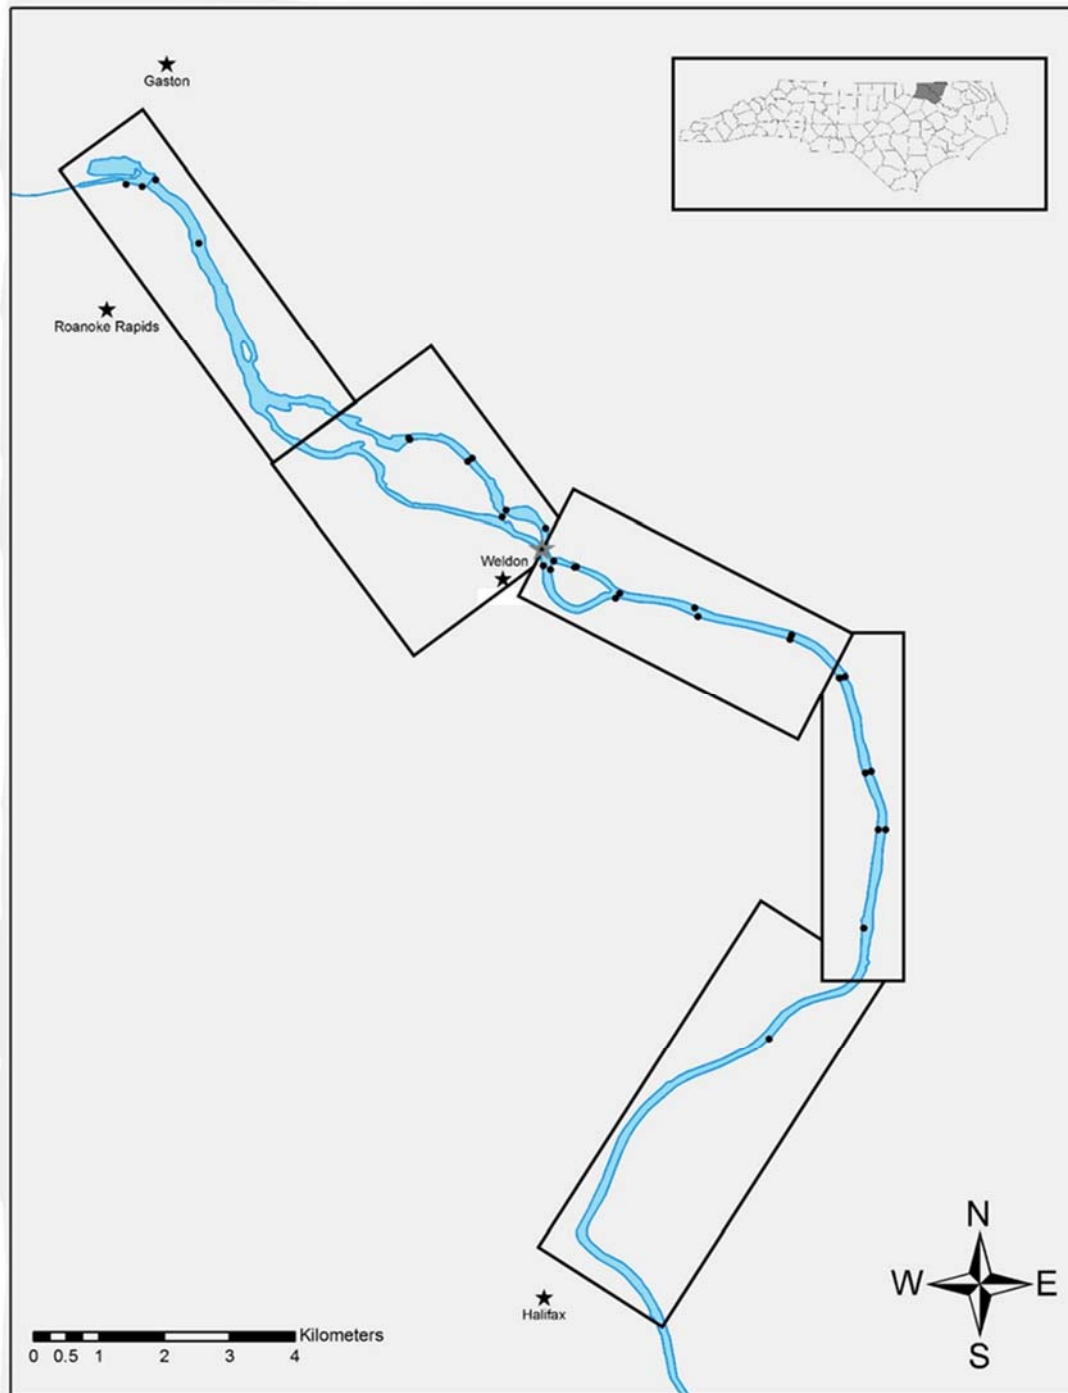 Gaston
Roanoke Rapids
Weldon
N
W E
S
Halifax
Kilometers
0 0.5 1 2 3 4